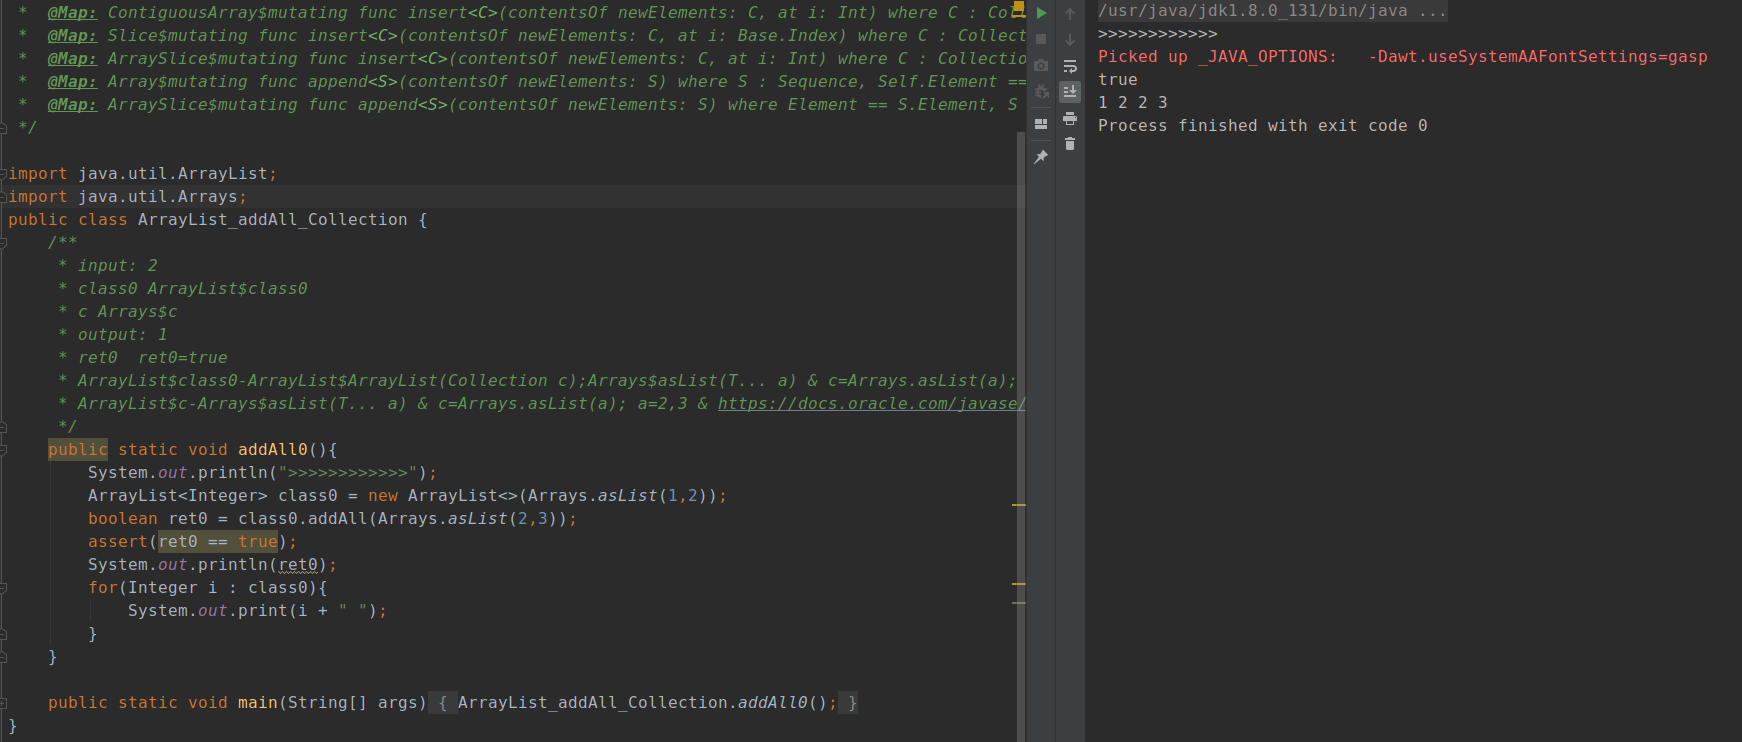 * @Map: ContiguousArray$mutating func insert<C>(contentsOf newElements: C, at i: Int) where C : Coll
* @Map: Slice$mutating func insert<C>(contentsOf newElements: C, at i: Base.Index) where C : Collect
* @Map: ArraySlice$mutating func insert<C>(contentsOf newElements: C, at i: Int) where C : Collectio
* @Map: Array$mutating func append<S>(contentsOf newElements: S) where S : Sequence, Self.Element ==
* @Map: ArraySlice$mutating func append<S>(contentsOf newElements: S) where Element == S.Element, S
*/
import java.util.ArrayList;
import java.util.Arrays;
public class ArrayList_addAll_Collection {
/**
* input: 2
* class0 ArrayList$class0
* c Arrays$c
* output: 1
* ret0 ret0=true
* ArrayList$class0-ArrayList$ArrayList(Collection c);Arrays$asList(T... a) & c=Arrays.asList(a);
* ArrayList$c-Arrays$asList(T... a) & c=Arrays.asList(a); a=2,3 & https://docs.oracle.com/javase/
*/
public static void addAll0(){
System.out.println(">>>>>>>>>>>>");
ArrayList<Integer> class0 = new ArrayList<>(Arrays.asList(1,2));
boolean ret0 = class0.addAll(Arrays.asList(2,3));
assert(ret0 == true);
System.out.println(ret0);
for(Integer i : class0){
System.out.print(i + " ");
}
}
public static void main(String[] args) { ArrayList_addAll_Collection.addAll0(); }
}
/usr/java/jdk1.8.0_131/bin/java ...
>>>>>>>>>>>>
Picked up _JAVA_OPTIONS: -Dawt.useSystemAAFontSettings=gasp
true
1 2 2 3
Process finished with exit code 0